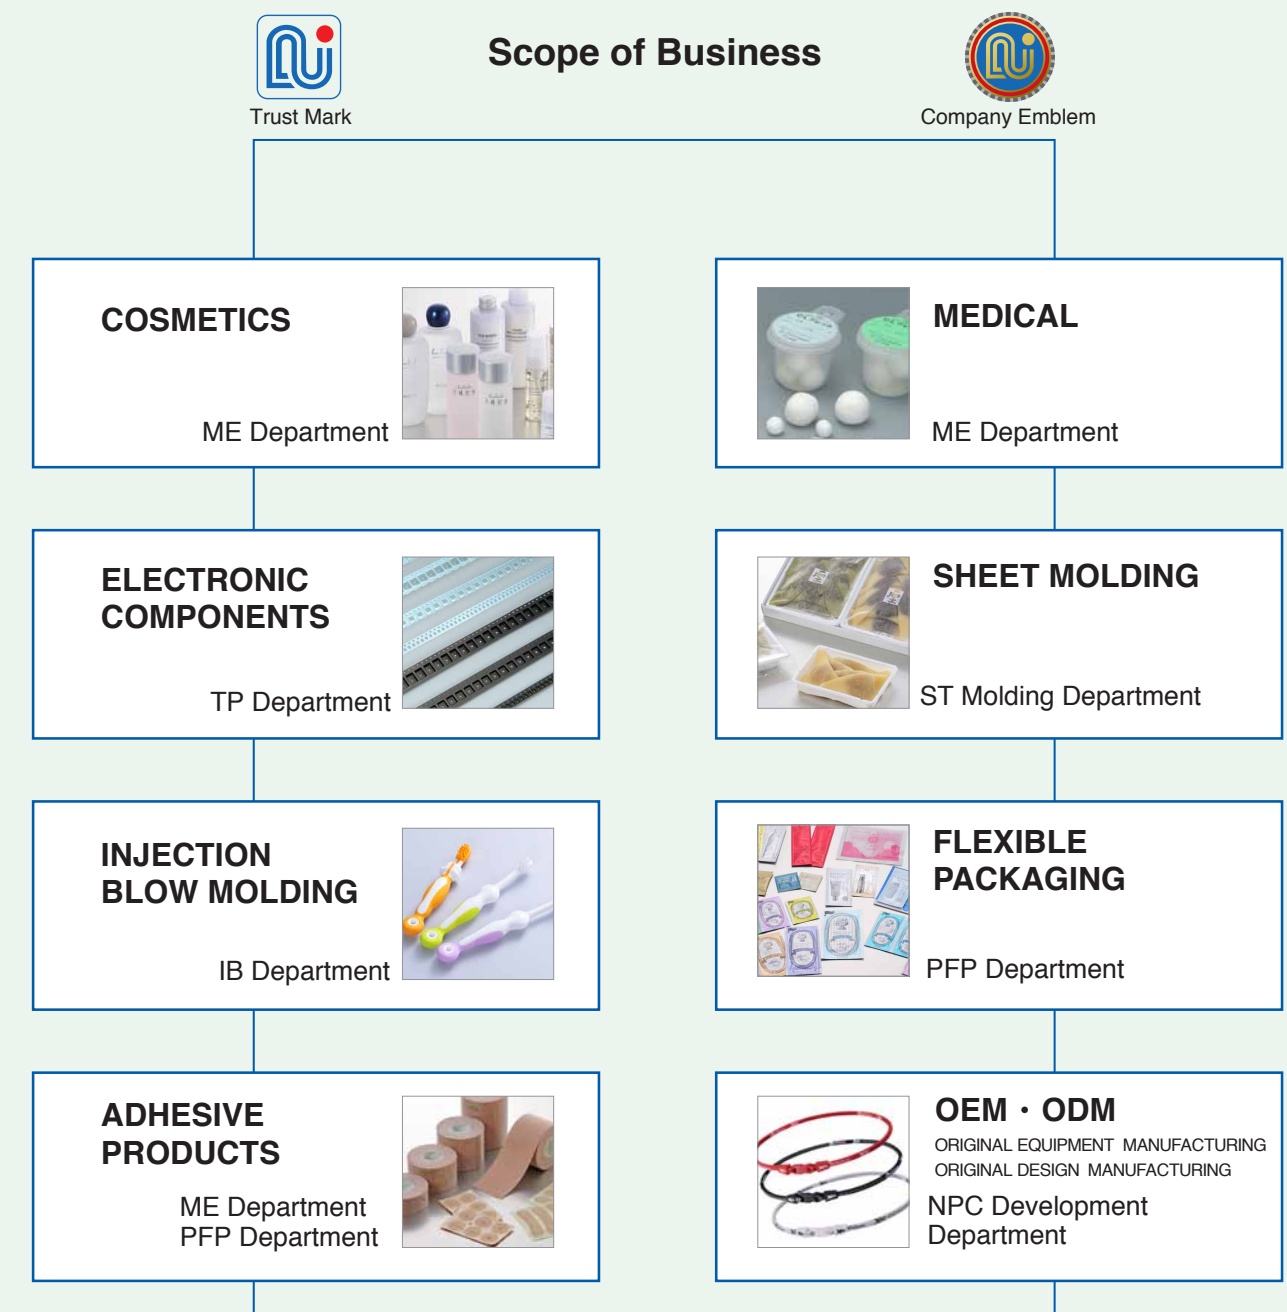 Scope of Business
Trust Mark
Company Emblem
COSMETICS
ME Department
MEDICAL
ME Department
ELECTRONIC
COMPONENTS
TP Department
SHEET MOLDING
ST Molding Department
INJECTION
BLOW MOLDING
IB Department
FLEXIBLE
PACKAGING
PFP Department
ADHESIVE
PRODUCTS
ME Department
PFP Department
OEM・ODM
ORIGINAL EQUIPMENT MANUFACTURING
ORIGINAL DESIGN MANUFACTURING
NPC Development
Department